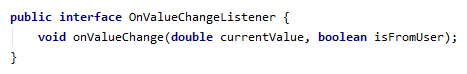 public interface OnValueChangeListener {
    void onValueChange(double currentValue, boolean isFromUser);
}